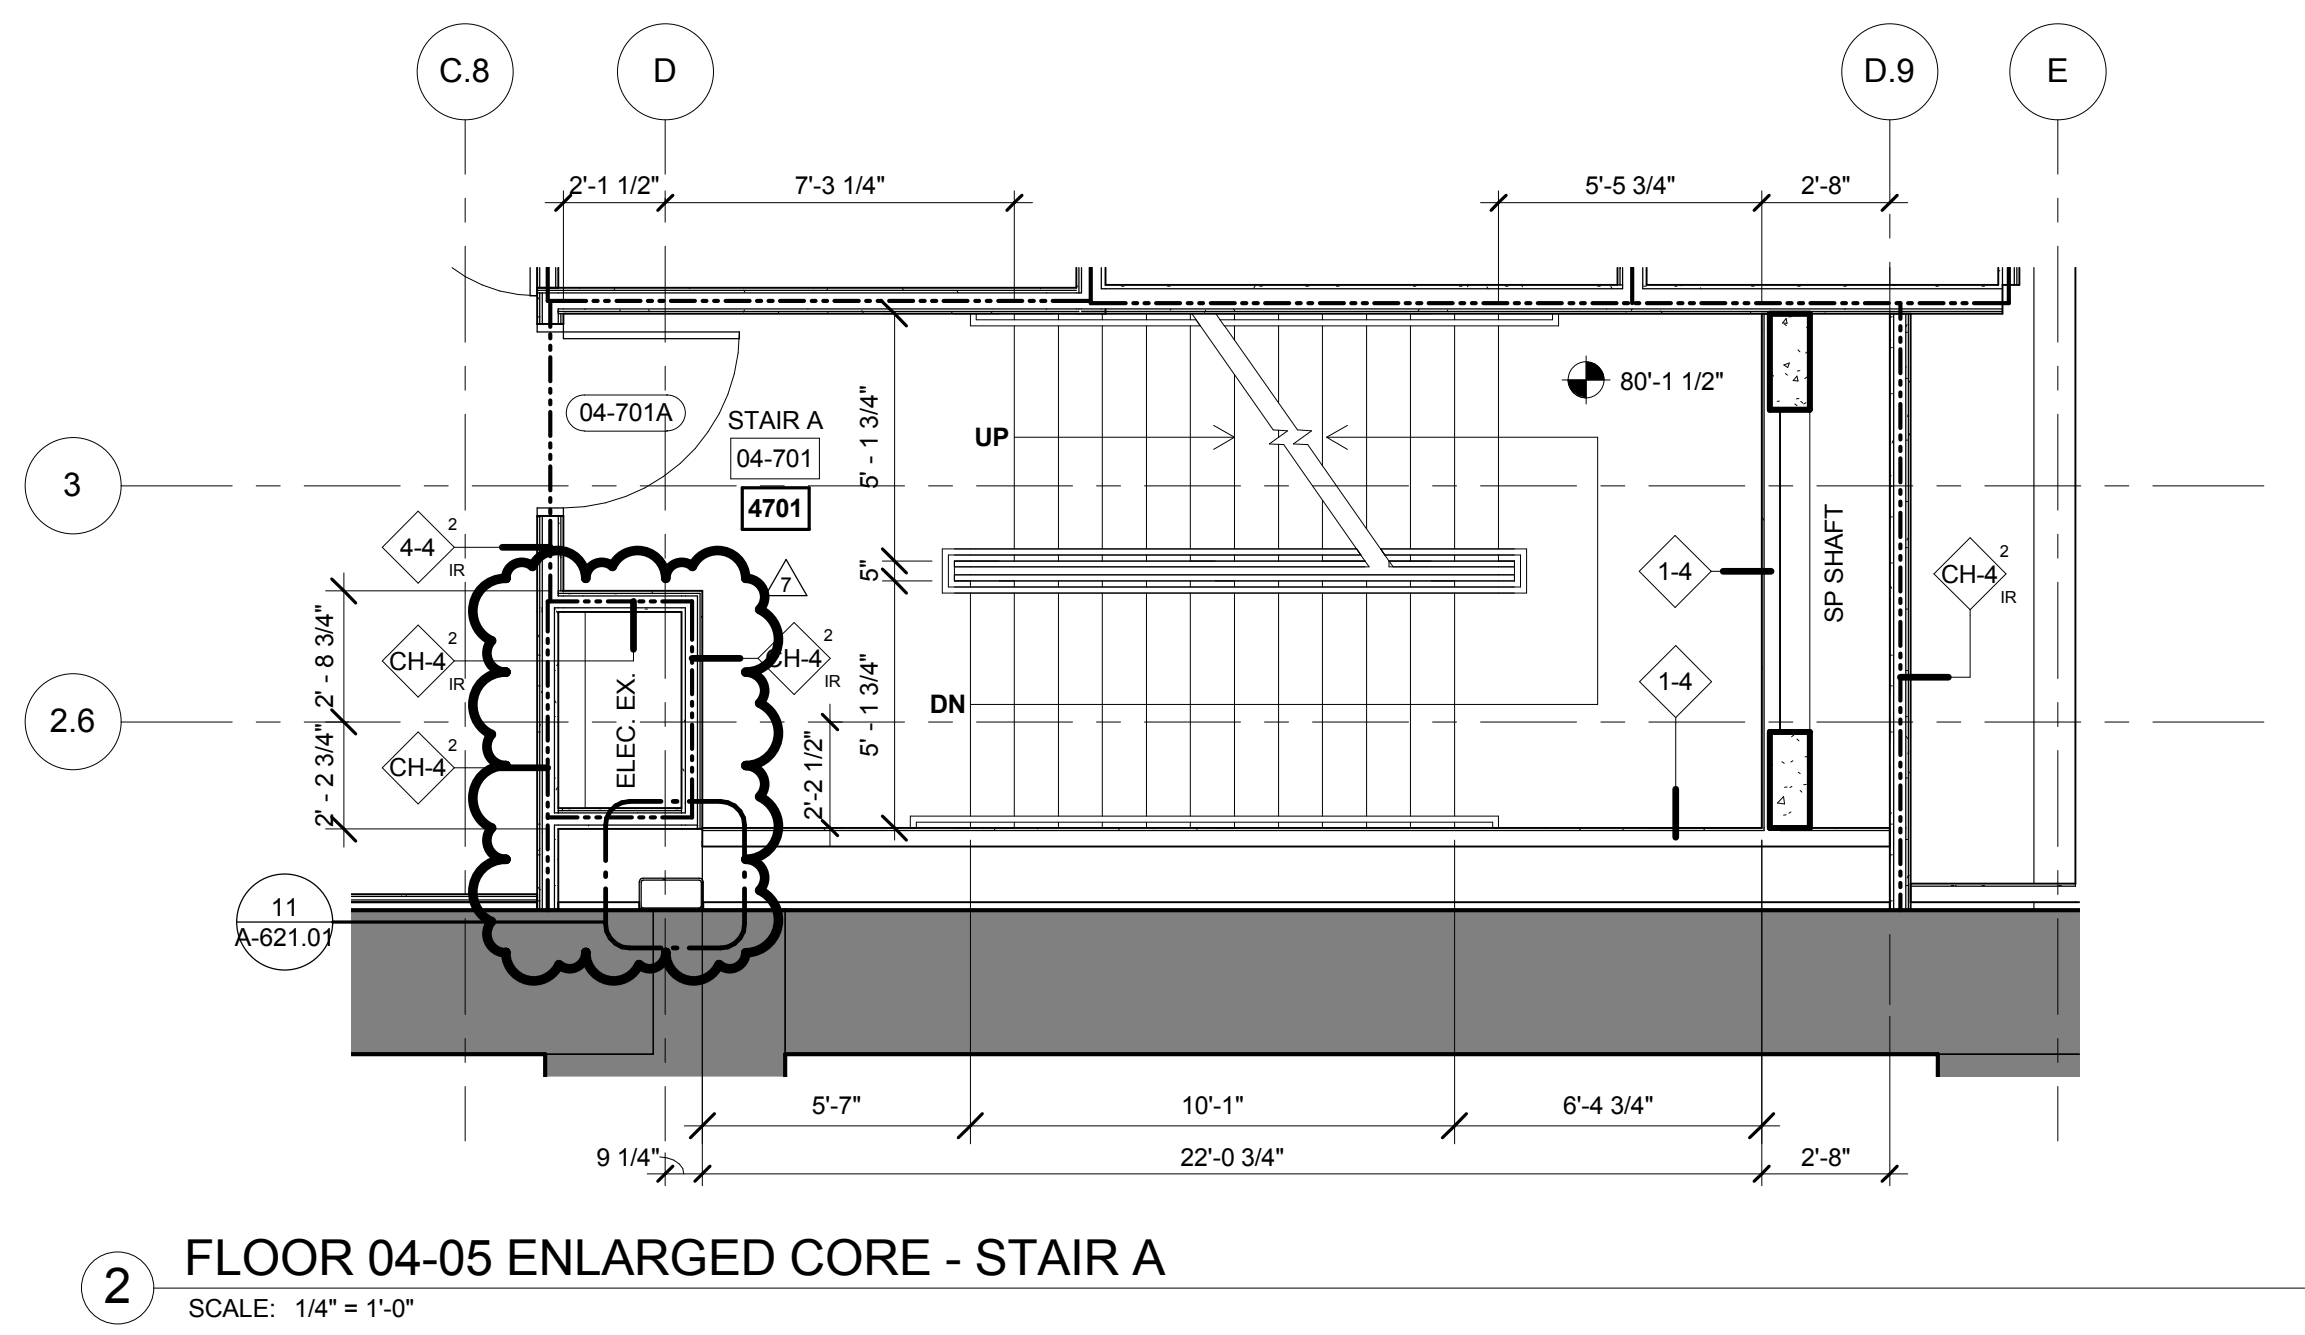 C.8
D
D.9
E
2'-1 1/2"
7'-3 1/4"
5'-5 3/4"
2'-8"
04-701A
STAIR A
04-701
4701
80'-1 1/2"
UP
5' - 1 3/4"
3
4-4
2
IR
5"
7
1-4
SP SHAFT
CH-4
2
IR
2' - 8 3/4"
CH-4
2
IR
CH-4
2
IR
ELEC. EX.
5' - 1 3/4"
1-4
DN
2.6
2' - 2 3/4"
CH-4
2
2'-2 1/2"
11
A-621.01
5'-7"
10'-1"
6'-4 3/4"
9 1/4"
22'-0 3/4"
2'-8"
2
FLOOR 04-05 ENLARGED CORE - STAIR A
SCALE: 1/4" = 1'-0"